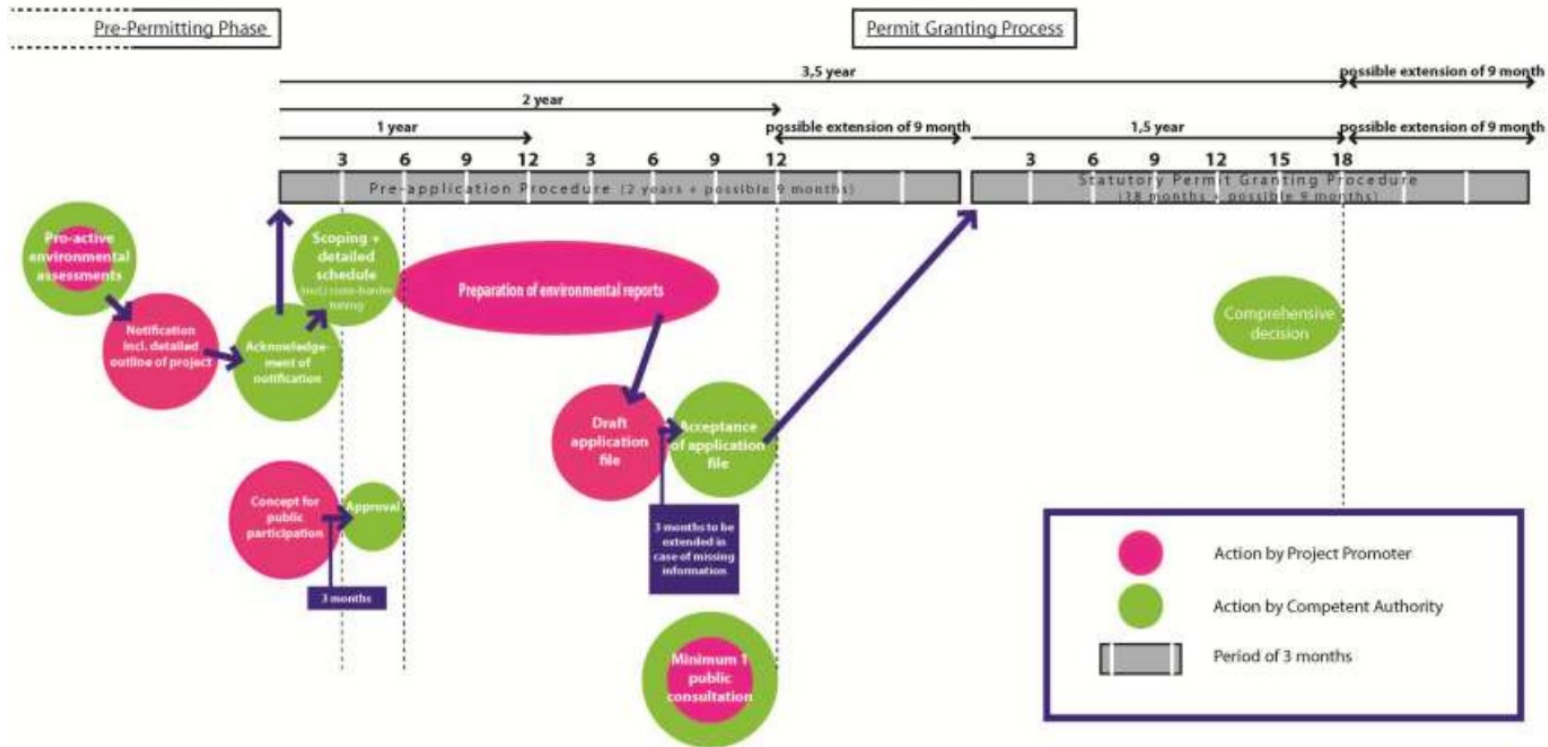 Pre-Permitting Phase
Permit Granting Process
3,5 year
possible extension of 9 month
2 year
1 year
possible extension of 9 month
1,5 year
possible extension of 9 month
3 6 9 12 3 6 9 12
3 6 9 12 15 18
Pre-application Procedure (2 years + possible 9 months)
Statutory Permit Granting Procedure
(18 months + possible 9 months)
Pro-active
environmental
assessments
Scoping +
detailed
schedule
Preparation of environmental reports
Notification
incl. detailed
outline of project
Acknowledge-
ment of
notification
Comprehensive
decision
Draft
application
file
Acceptance
of application
file
Concept for
public
participation
Approval
3 months
3 months to be
extended in
case of missing
information
Minimum 1
public
consultation
Action by Project Promoter
Action by Competent Authority
Period of 3 months